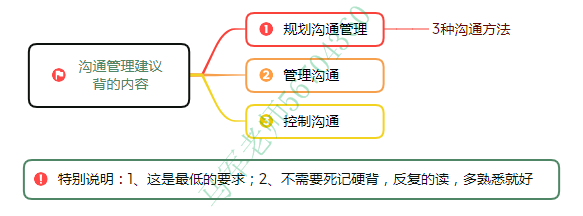 沟通管理建议
背的内容
1 规划沟通管理
3种沟通方法
2 管理沟通
3 控制沟通
特别说明：1、这是最低的要求；2、不需要死记硬背，反复的读，多熟悉就好